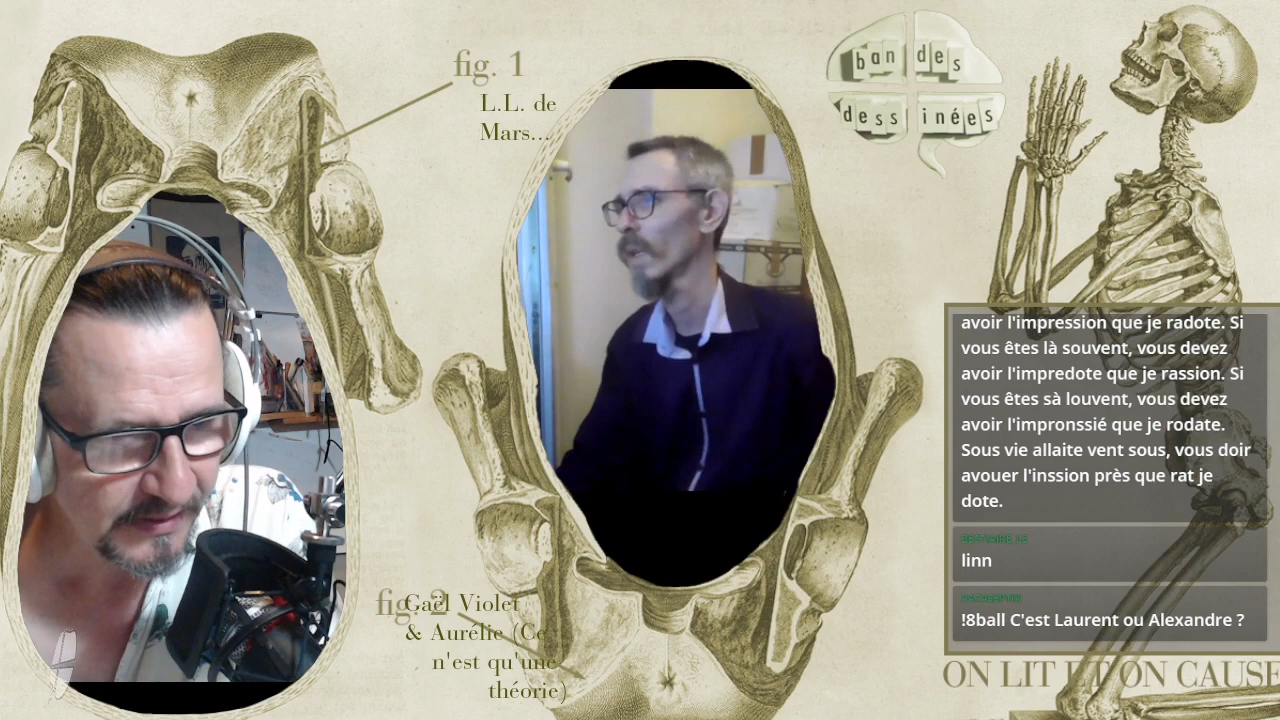 fig. 1
L.L. de
Mars...
ban des
dess inées
avoir l'impression que je radote. Si
vous êtes là souvent, vous devez
avoir l'impredote que je rassion. Si
vous êtes sà louvent, vous devez
avoir l'impronssié que je rodate.
Sous vie allaite vent sous, vous doir
avouer l'inssion près que rat je
dote.
linn
!8ball C'est Laurent ou Alexandre ?
fig. 2
Gaël Violet
& Aurélie (Ce
n'est qu'une
théorie)
ON LIT ET ON CAUSE